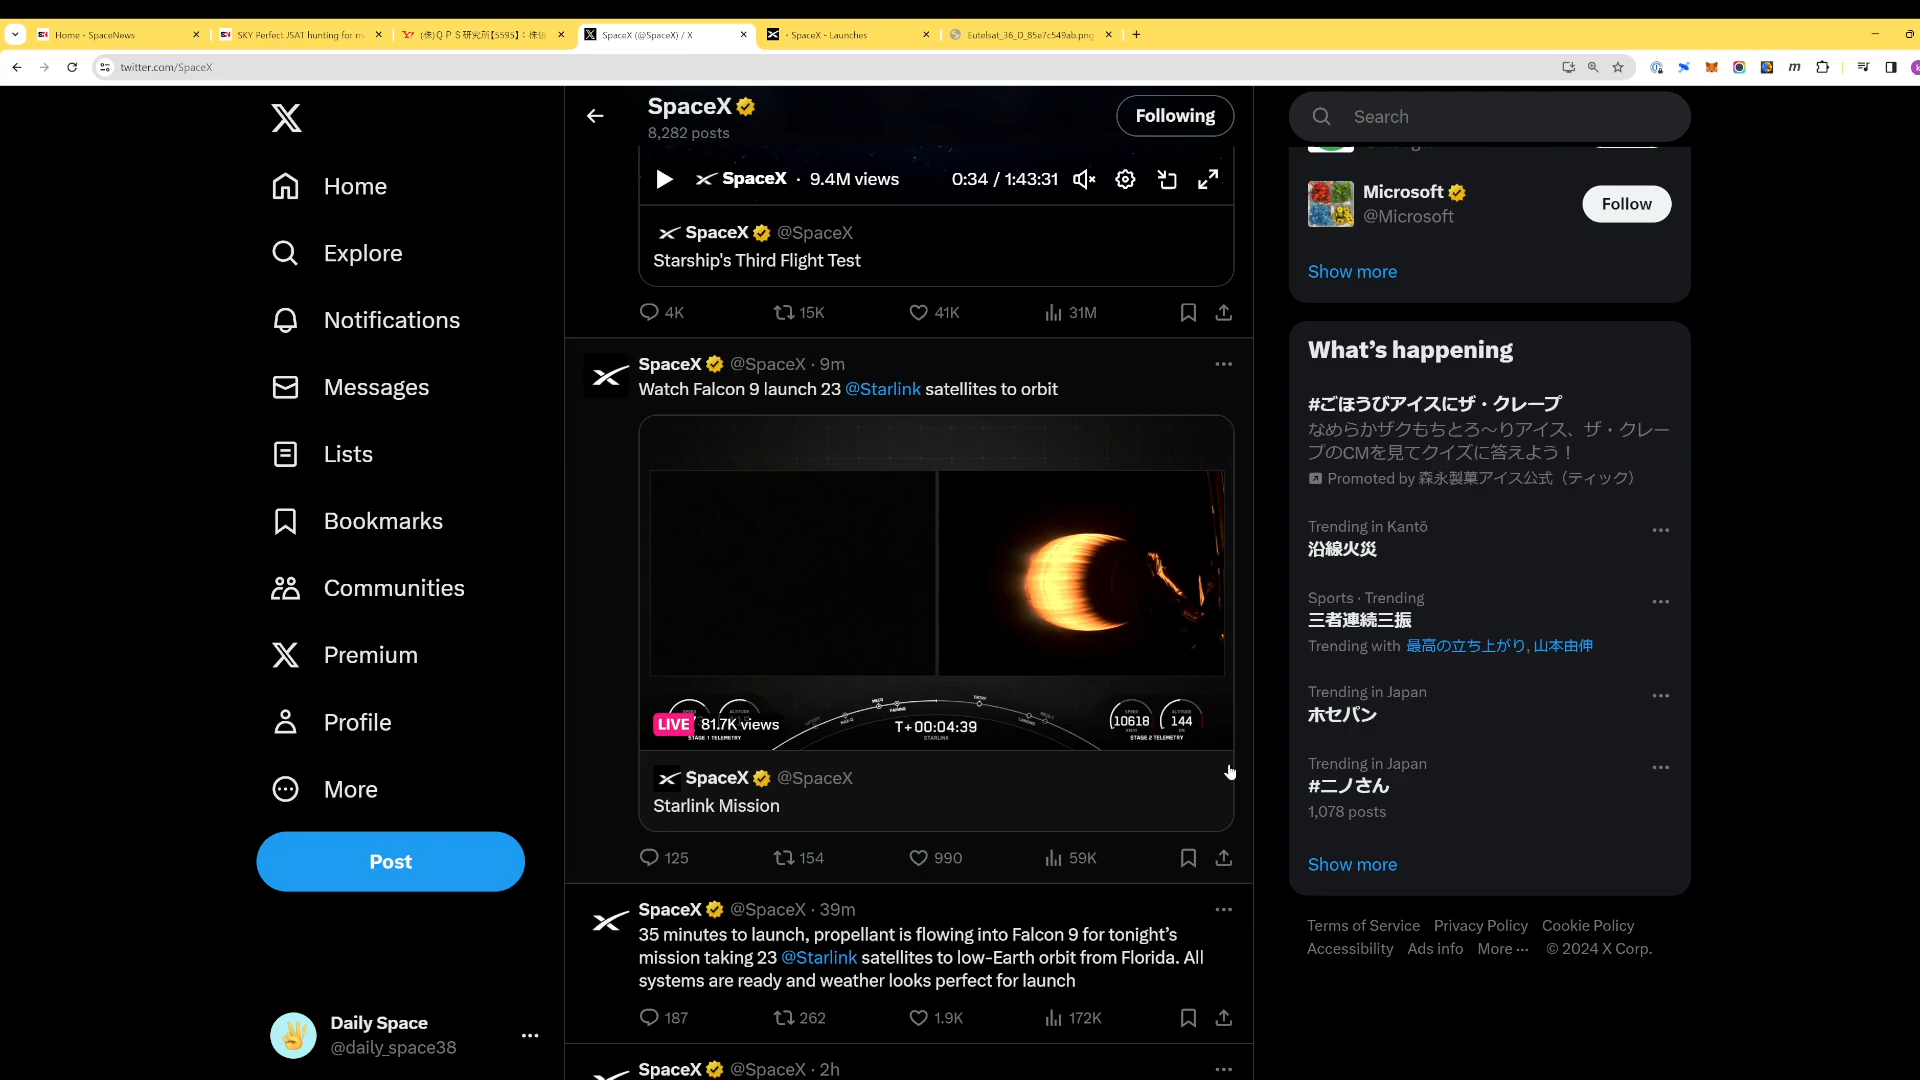 Home - SpaceNews
SKY Perfect JSAT hunting for m
(株)ＱＰＳ研究所【5595】：株価
SpaceX (@SpaceX) / X
- SpaceX - Launches
Eutelsat_36_D_85e7c549ab.png
twitter.com/SpaceX
SpaceX
8,282 posts
Following
SpaceX · 9.4M views
0:34 / 1:43:31
SpaceX @SpaceX
Starship's Third Flight Test
4K
15K
41K
31M
SpaceX @SpaceX · 9m
Watch Falcon 9 launch 23 @Starlink satellites to orbit
LIVE
81.7K views
STAGE 1 TELEMETRY
T+00:04:39
STARLINK
SPEED
10618
ALTITUDE
144
STAGE 2 TELEMETRY
SpaceX @SpaceX
Starlink Mission
125
154
990
59K
SpaceX @SpaceX · 39m
35 minutes to launch, propellant is flowing into Falcon 9 for tonight's
mission taking 23 @Starlink satellites to low-Earth orbit from Florida. All
systems are ready and weather looks perfect for launch
187
262
1.9K
172K
SpaceX @SpaceX · 2h
Home
Explore
Notifications
Messages
Lists
Bookmarks
Communities
Premium
Profile
More
Post
Daily Space
@daily_space38
Search
Microsoft
@Microsoft
Follow
Show more
What's happening
#ごほうびアイスにザ・クレープ
なめらかザクもちとろ～りアイス、ザ・クレー
プのCMを見てクイズに答えよう！
Promoted by 森永製菓アイス公式（ティック）
Trending in Kantō
沿線火災
Sports · Trending
三者連続三振
Trending with 最高の立ち上がり, 山本由伸
Trending in Japan
ホセパン
Trending in Japan
#ニノさん
1,078 posts
Show more
Terms of Service
Privacy Policy
Cookie Policy
Accessibility
Ads info
More
© 2024 X Corp.